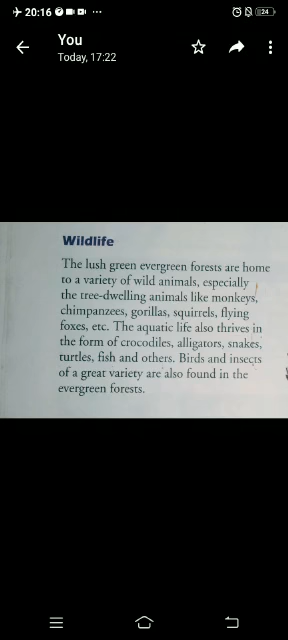 20:16
24
You
Today, 17:22
Wildlife
The lush green evergreen forests are home
to a variety of wild animals, especially
the tree-dwelling animals like monkeys,
chimpanzees, gorillas, squirrels, flying
foxes, etc. The aquatic life also thrives in
the form of crocodiles, alligators, snakes,
turtles, fish and others. Birds and insects
of a great variety are also found in the
evergreen forests.